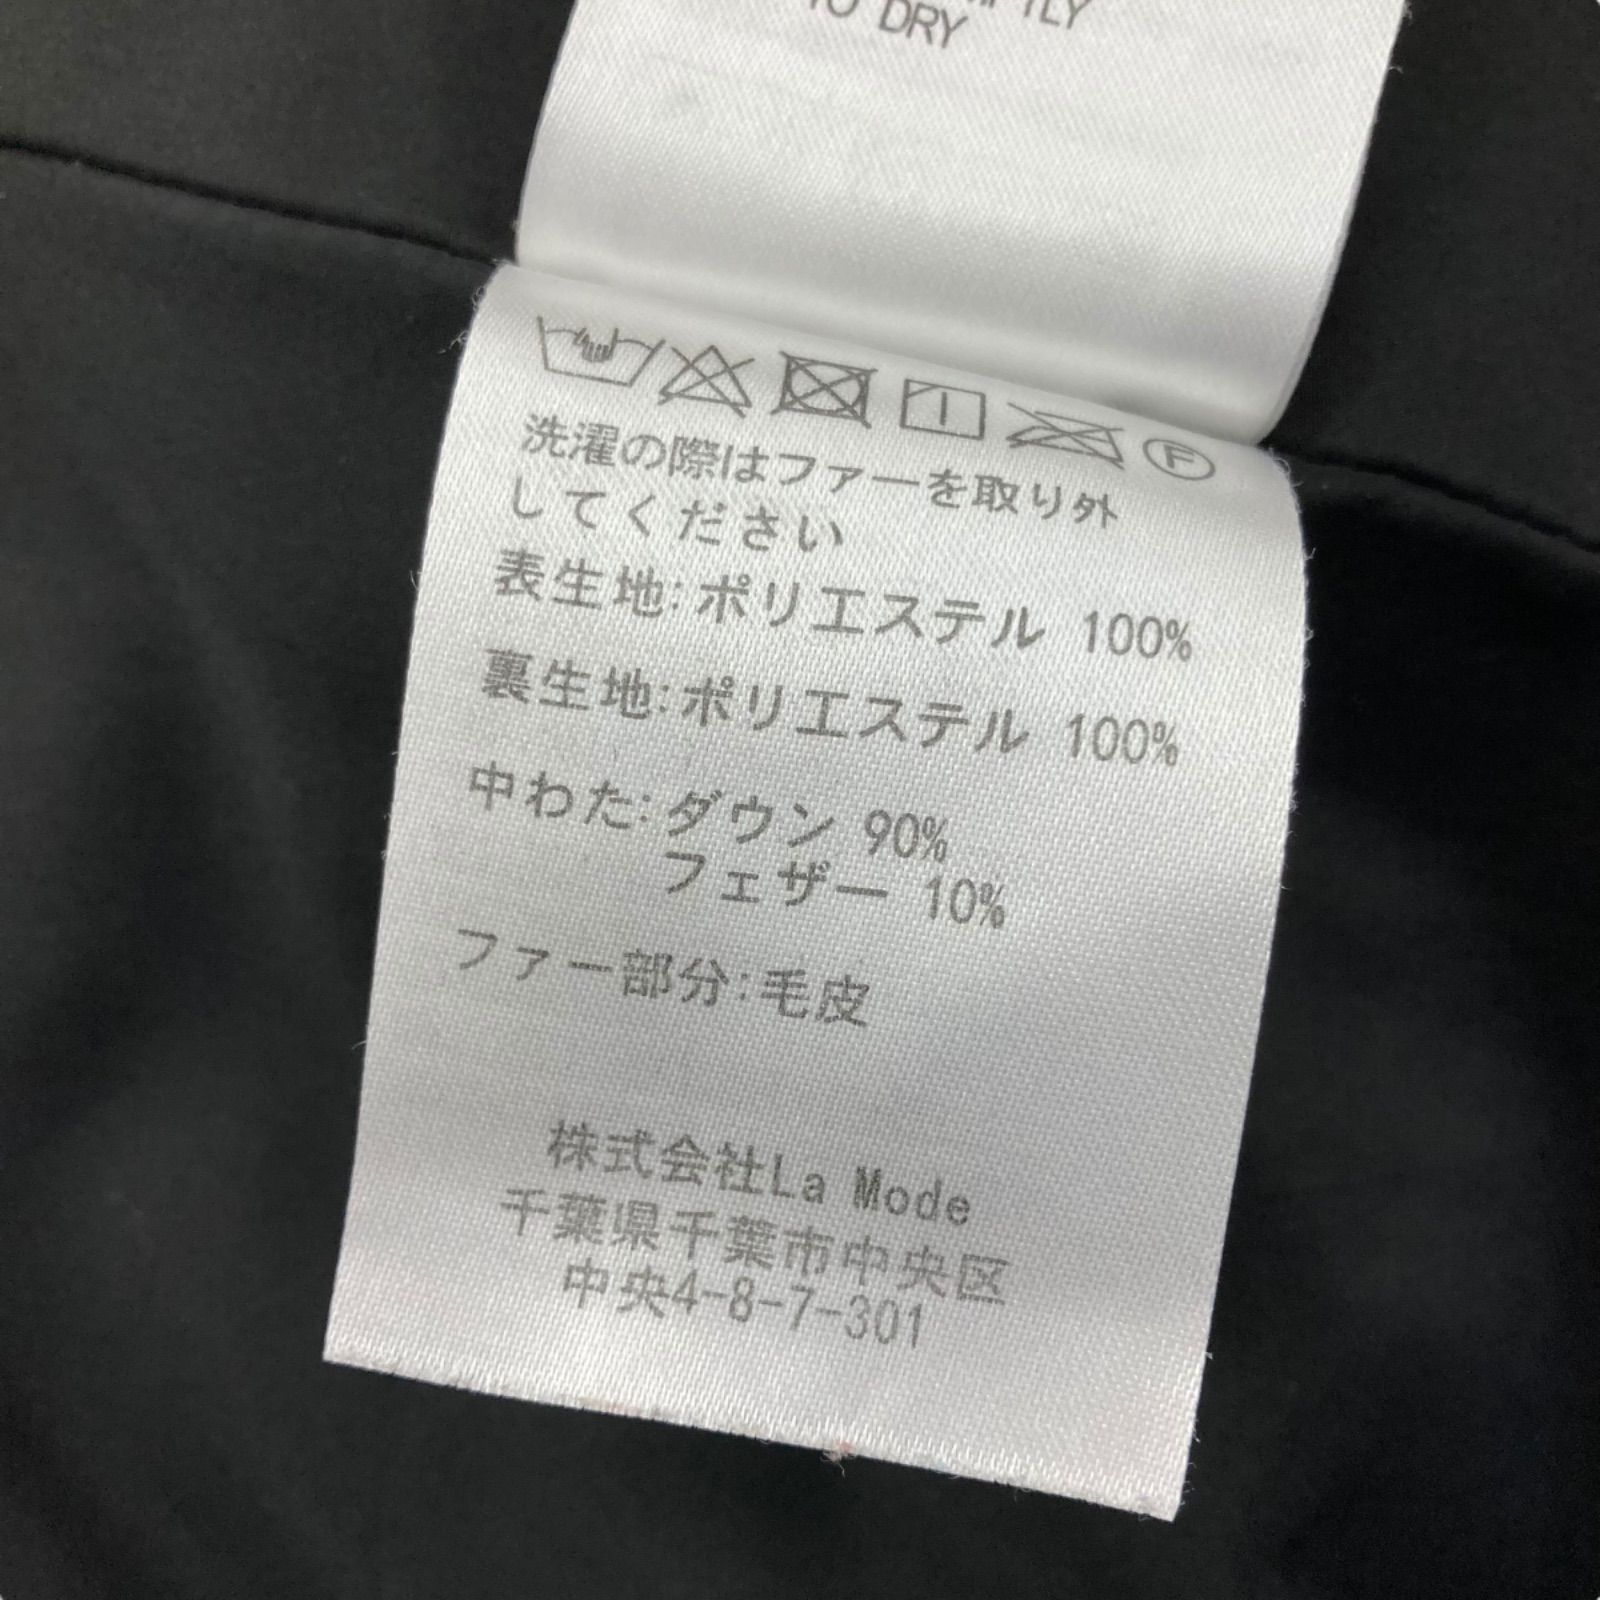 TO DRY
洗濯の際はファーを取り外
してください
表生地:ポリエステル 100%
裏生地:ポリエステル 100%
中わた:ダウン 90%
フェザー 10%
ファー部分:毛皮
株式会社La Mode
千葉県千葉市中央区
中央4-8-7-301